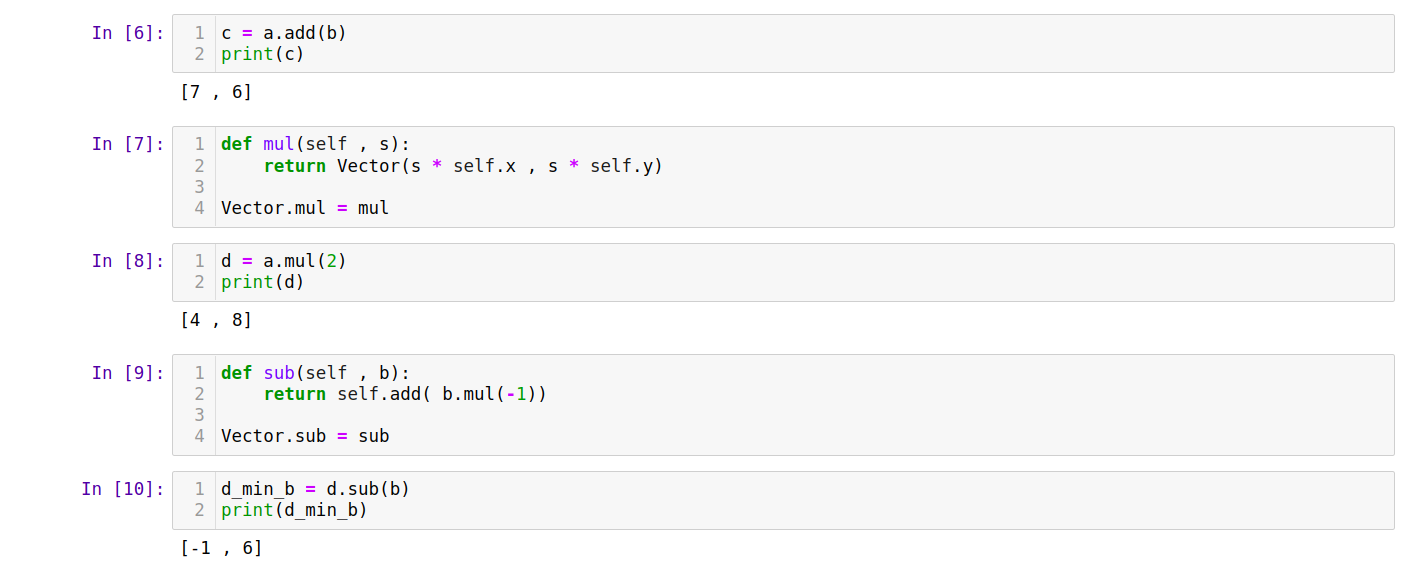 In [6]:
1 c = a.add(b)
2 print(c)
[7 , 6]
In [7]:
1 def mul(self , s):
2     return Vector(s * self.x , s * self.y)
3
4 Vector.mul = mul
In [8]:
1 d = a.mul(2)
2 print(d)
[4 , 8]
In [9]:
1 def sub(self , b):
2     return self.add( b.mul(-1))
3
4 Vector.sub = sub
In [10]:
1 d_min_b = d.sub(b)
2 print(d_min_b)
[-1 , 6]